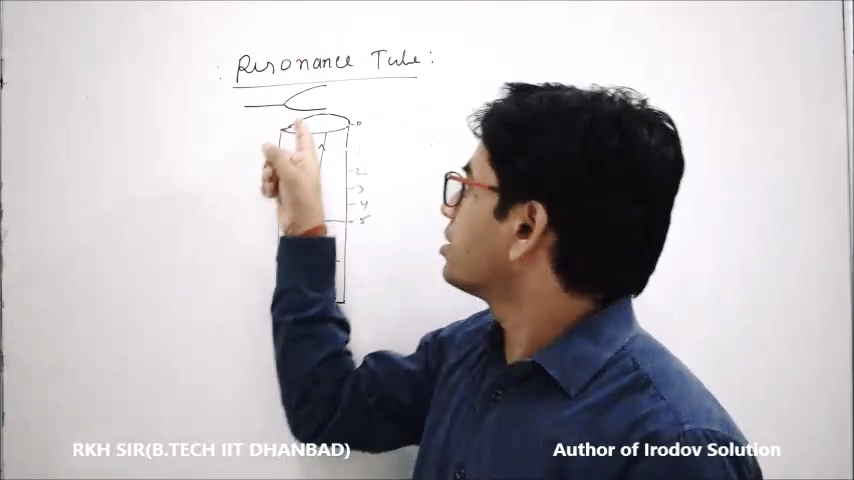 Resonance Tube:
0
1
2
3
4
5
RKH SIR(B.TECH IIT DHANBAD)
Author of Irodov Solution